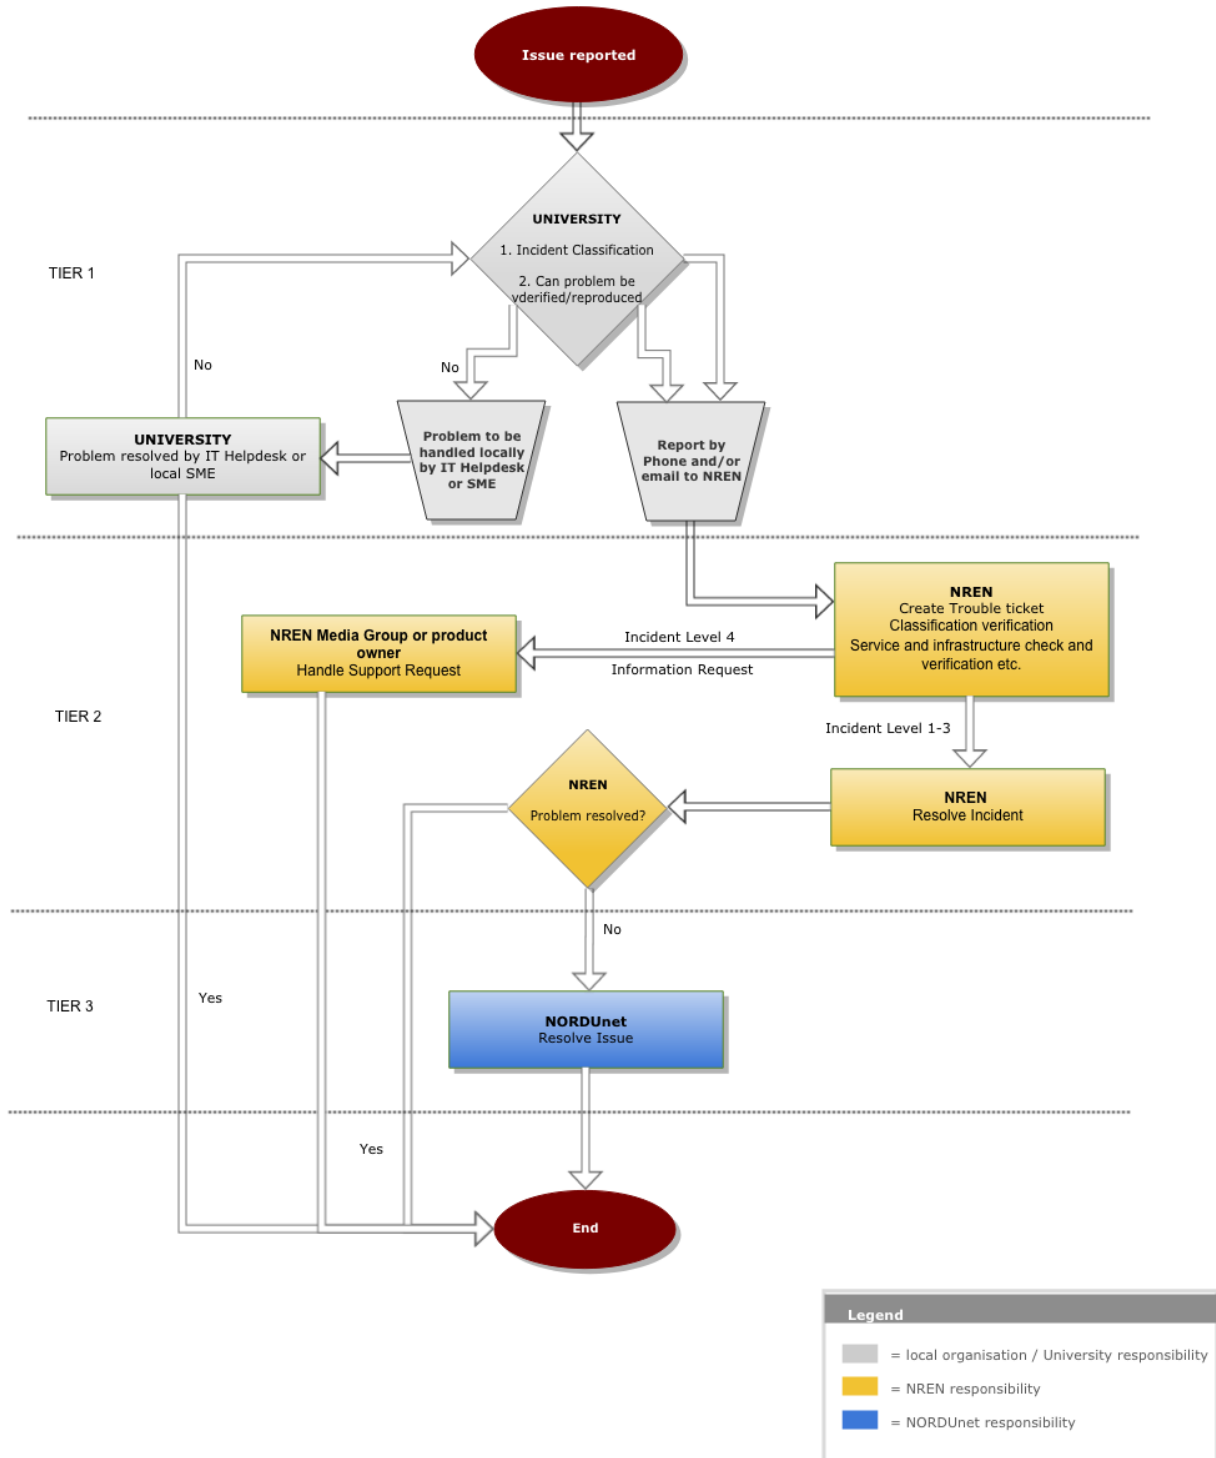 Issue reported
UNIVERSITY
1. Incident Classification
2. Can problem be
vderified/reproduced
TIER 1
No
No
UNIVERSITY
Problem resolved by IT Helpdesk or
local SME
Problem to be
handled locally
by IT Helpdesk
or SME
Report by
Phone and/or
email to NREN
NREN
Create Trouble ticket
Classification verification
Service and infrastructure check and
verification etc.
Incident Level 4
Information Request
NREN Media Group or product
owner
Handle Support Request
TIER 2
Incident Level 1-3
NREN
Problem resolved?
NREN
Resolve Incident
No
TIER 3
Yes
NORDUnet
Resolve Issue
Yes
End
Legend
= local organisation / University responsibility
= NREN responsibility
= NORDUnet responsibility